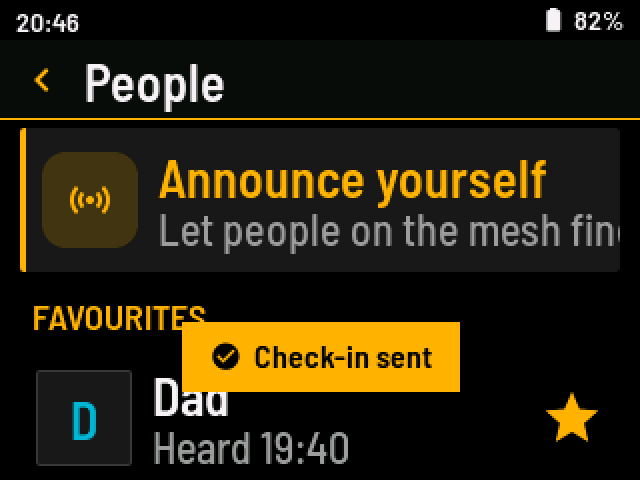 20:46
82%
People
Announce yourself
Let people on the mesh fin
FAVOURITES
Check-in sent
D
Dad
Heard 19:40